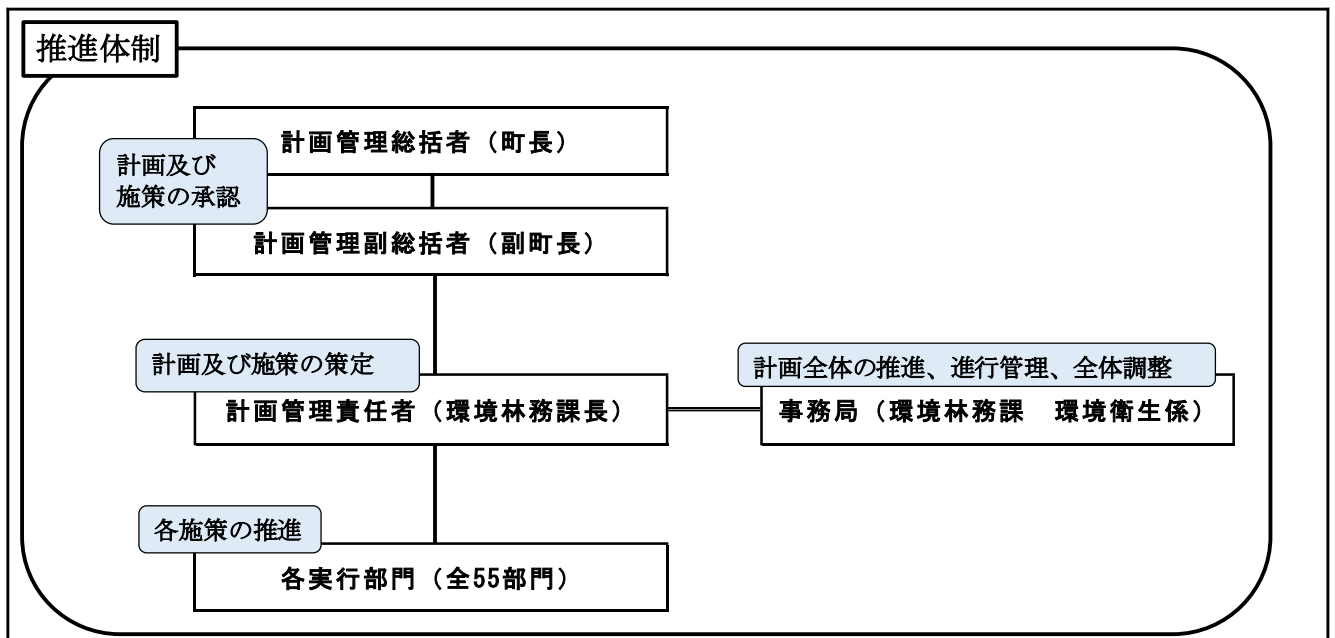 推進体制
計画管理総括者（町長）
計画及び
施策の承認
計画管理副総括者（副町長）
計画及び施策の策定
計画管理責任者（環境林務課長）
計画全体の推進、進行管理、全体調整
事務局（環境林務課　環境衛生係）
各施策の推進
各実行部門（全55部門）